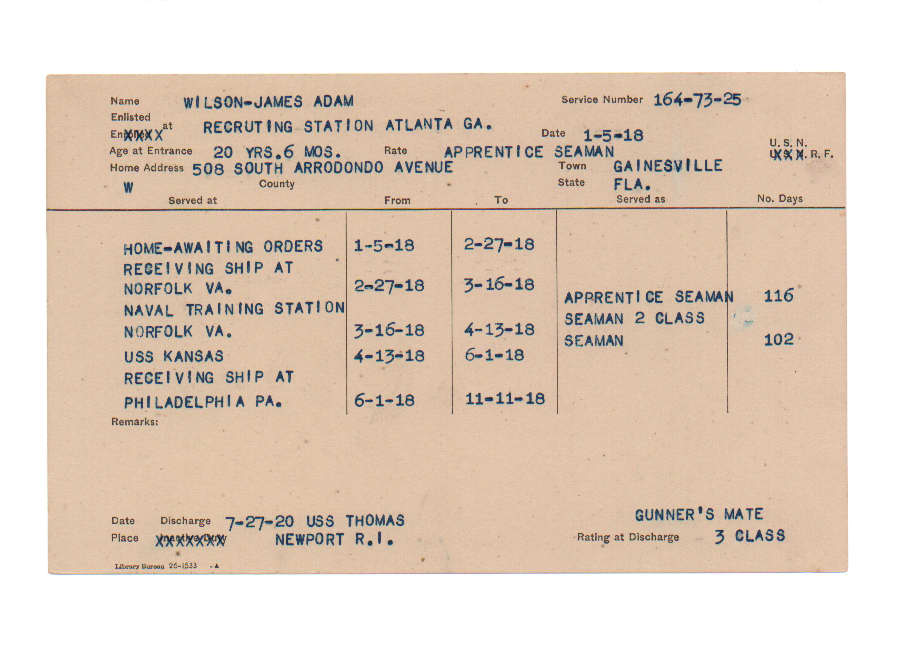 Name WILSON-JAMES ADAM Service Number 164-73-25
Enlisted
at RECRUTING STATION ATLANTA GA. Date 1-5-18
Age at Entrance 20 YRS.6 MOS. Rate APPRENTICE SEAMAN U. S. N.
Home Address 508 SOUTH ARRODONDO AVENUE Town GAINESVILLE R. F.
W County State FLA.
Served at From To Served as No. Days
HOME-AWAITING ORDERS 1-5-18 2-27-18
RECEIVING SHIP AT
NORFOLK VA. 2-27-18 3-16-18 APPRENTICE SEAMAN 116
NAVAL TRAINING STATION SEAMAN 2 CLASS
NORFOLK VA. 3-16-18 4-13-18 SEAMAN 102
USS KANSAS 4-13-18 6-1-18
RECEIVING SHIP AT
PHILADELPHIA PA. 6-1-18 11-11-18
Remarks:
GUNNER'S MATE
Date Discharge 7-27-20 USS THOMAS
Place NEWPORT R.I. Rating at Discharge 3 CLASS
Library Bureau 26-1533 -A